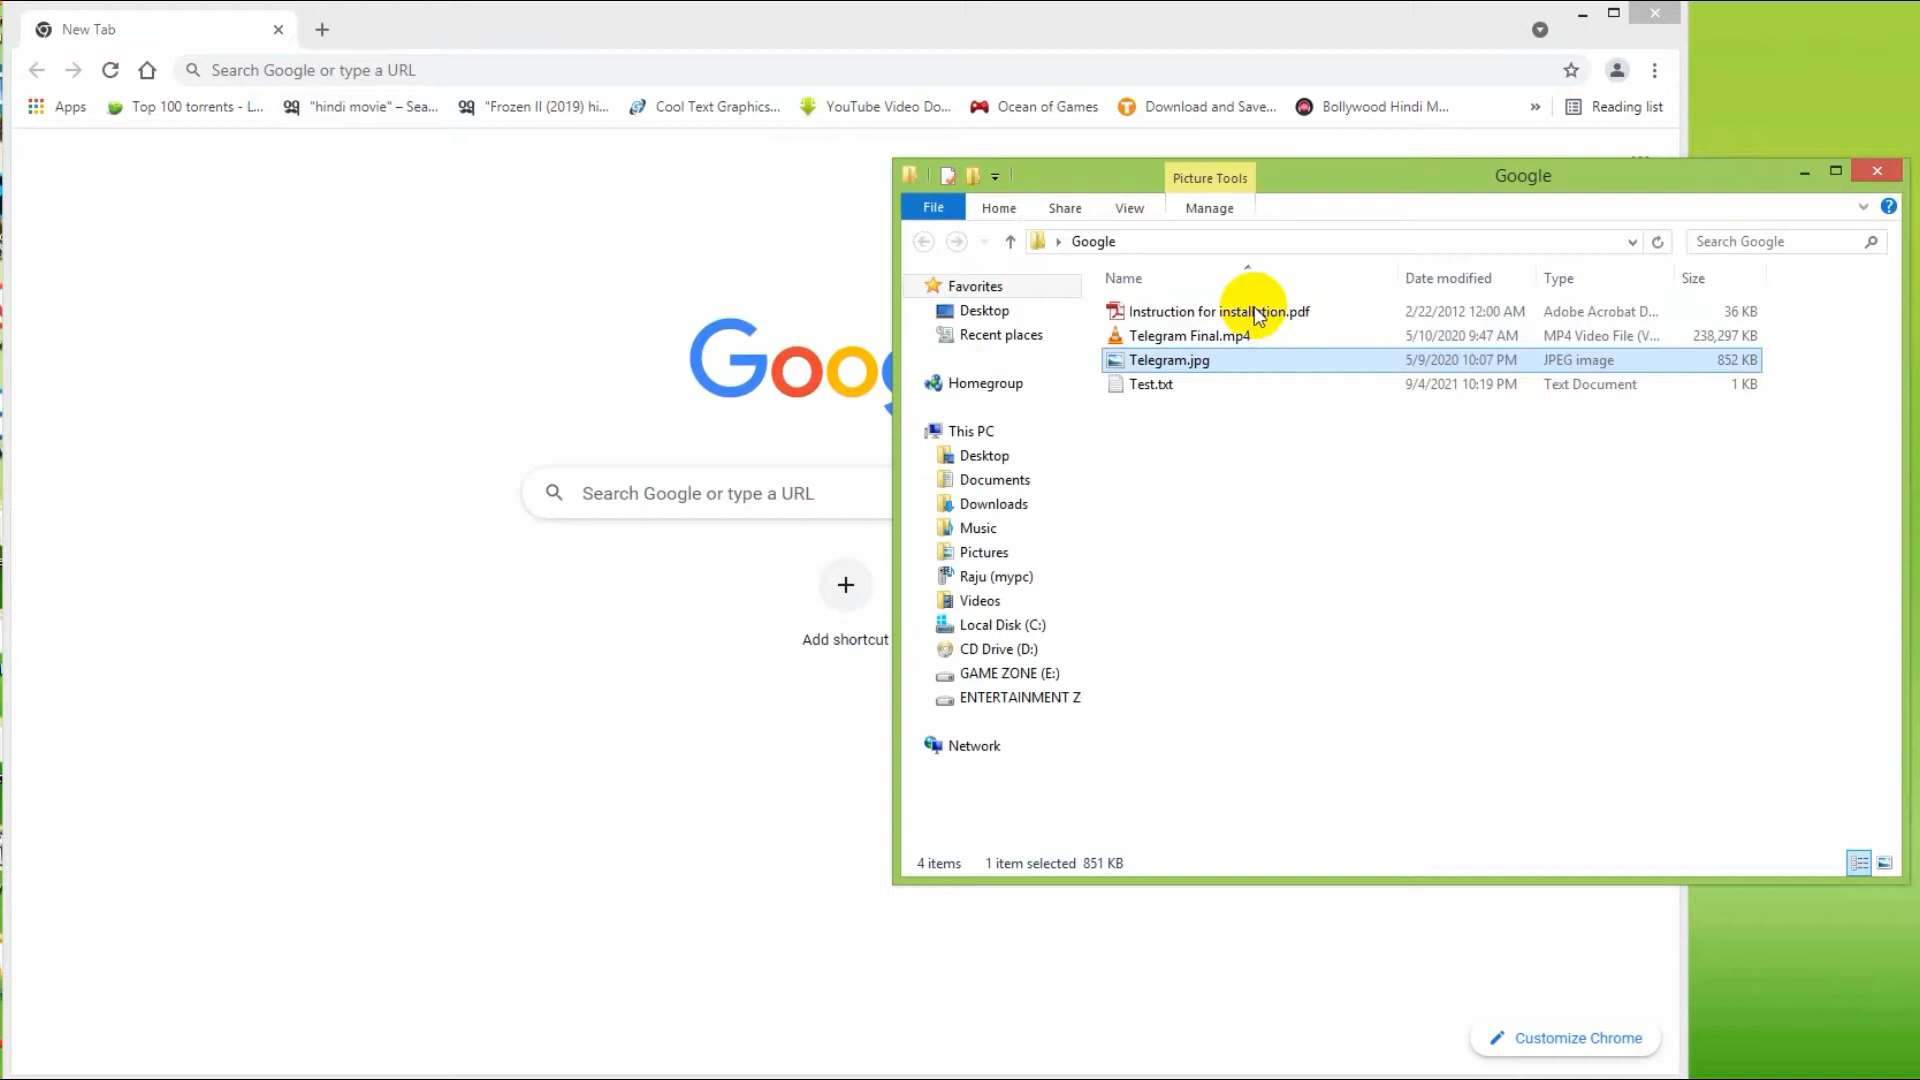 New Tab
Search Google or type a URL
Apps
Top 100 torrents - L...
"hindi movie" – Sea...
"Frozen II (2019) hi...
Cool Text Graphics...
YouTube Video Do...
Ocean of Games
Download and Save...
Bollywood Hindi M...
»
Reading list
Goog
Search Google or type a URL
Add shortcut
Customize Chrome
Picture Tools
Google
File
Home
Share
View
Manage
Google
Search Google
Name
Date modified
Type
Size
Instruction for installation.pdf 2/22/2012 12:00 AM Adobe Acrobat D... 36 KB
Telegram Final.mp4 5/10/2020 9:47 AM MP4 Video File (V... 238,297 KB
Telegram.jpg 5/9/2020 10:07 PM JPEG image 852 KB
Test.txt 9/4/2021 10:19 PM Text Document 1 KB
Favorites
Desktop
Recent places
Homegroup
This PC
Desktop
Documents
Downloads
Music
Pictures
Raju (mypc)
Videos
Local Disk (C:)
CD Drive (D:)
GAME ZONE (E:)
ENTERTAINMENT Z
Network
4 items 1 item selected 851 KB